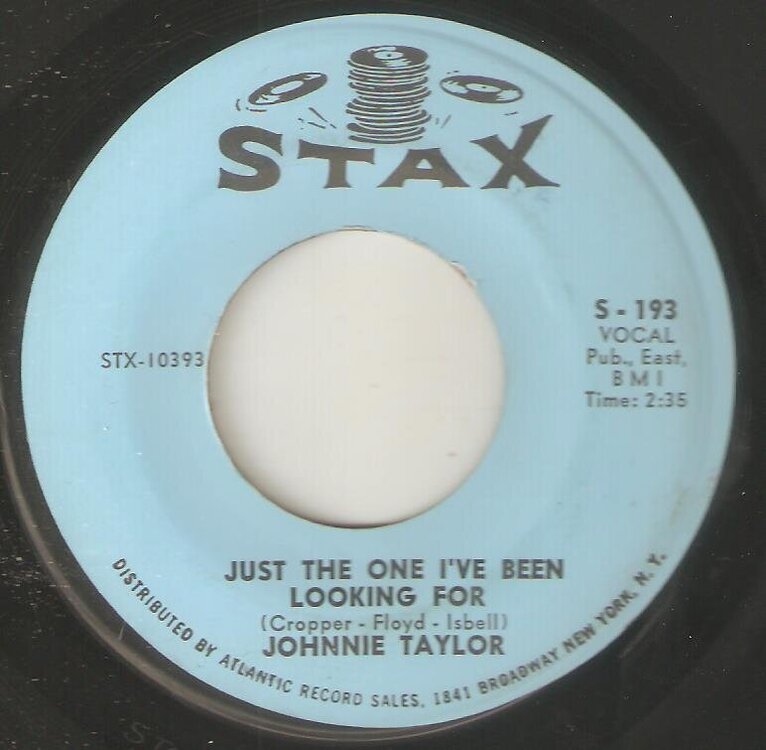 STAX
STX-10393
S - 193
VOCAL
Pub., East,
B M I
Time: 2:35
JUST THE ONE I'VE BEEN
LOOKING FOR
(Cropper - Floyd - Isbell)
JOHNNIE TAYLOR
DISTRIBUTED BY ATLANTIC RECORD SALES, 1841 BROADWAY NEW YORK, N. Y.